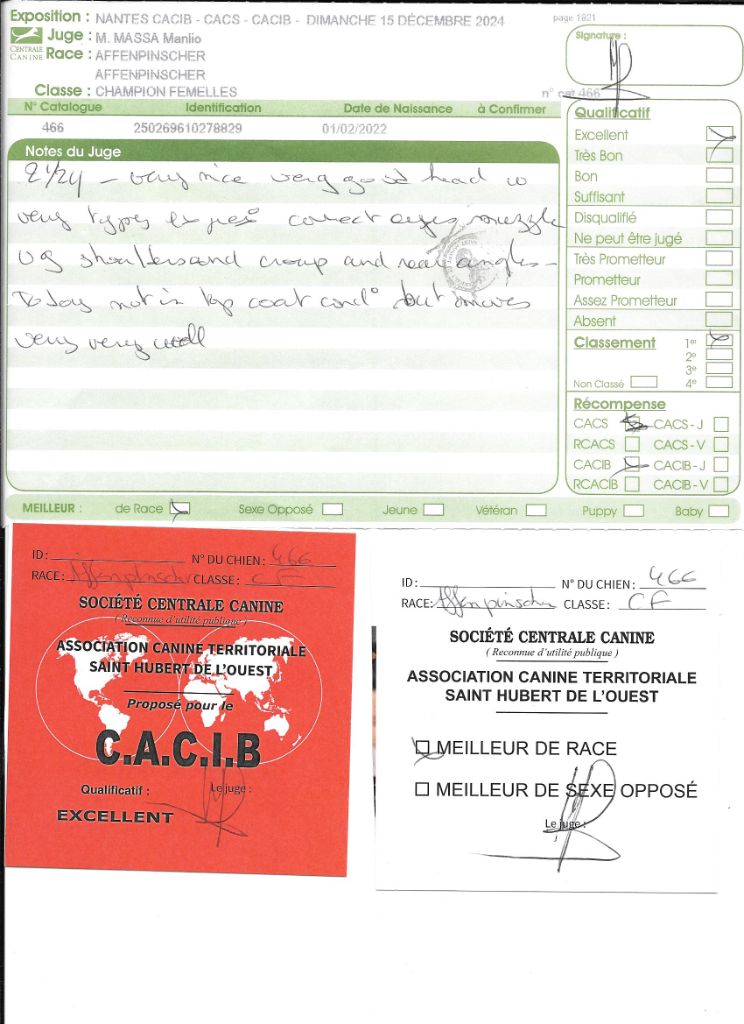 Exposition : NANTES CACIB - CACS - CACIB - DIMANCHE 15 DÉCEMBRE 2024
page 1821
Juge : M. MASSA Manlio
CENTRALE CANINE
Race : AFFENPINSCHER
AFFENPINSCHER
Classe : CHAMPION FEMELLES
n° cat 466
Signature :
N° Catalogue Identification Date de Naissance à Confirmer
466 250269610278829 01/02/2022
Notes du Juge
very nice very good head
very correct eyes, muzzle
VG shoulders and croup and rear angles -
Today not in top coat cond° but moves
very very well
Qualificatif
Excellent
Très Bon
Bon
Suffisant
Disqualifié
Ne peut être jugé
Très Prometteur
Prometteur
Assez Prometteur
Absent
Classement 1er
2e
3e
Non Classé 4e
Récompense
CACS CACS - J
RCACS CACS - V
CACIB CACIB - J
RCACIB CACIB - V
MEILLEUR : de Race Sexe Opposé Jeune Vétéran Puppy Baby
ID : N° DU CHIEN : 466
RACE : Affenpinscher CLASSE : CF
SOCIÉTÉ CENTRALE CANINE
( Reconnue d'utilité publique )
ASSOCIATION CANINE TERRITORIALE
SAINT HUBERT DE L'OUEST
Proposé pour le
C.A.C.I.B
Qualificatif : Le juge :
EXCELLENT
ID : N° DU CHIEN : 466
RACE: Affenpinscher CLASSE : CF
SOCIÉTÉ CENTRALE CANINE
( Reconnue d'utilité publique )
ASSOCIATION CANINE TERRITORIALE
SAINT HUBERT DE L'OUEST
MEILLEUR DE RACE
MEILLEUR DE SEXE OPPOSÉ
Le juge :